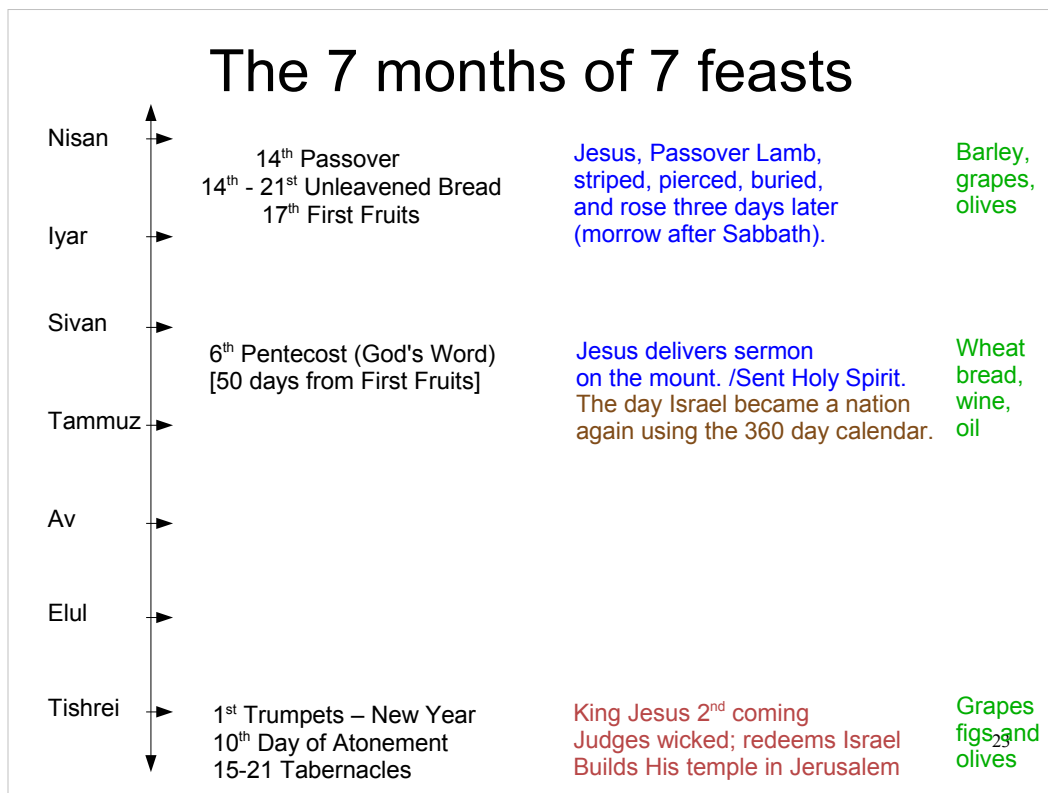 The 7 months of 7 feasts
Nisan
14th Passover
14th - 21st Unleavened Bread
17th First Fruits
Jesus, Passover Lamb,
striped, pierced, buried,
and rose three days later
(morrow after Sabbath).
Barley,
grapes,
olives
Iyar
Sivan
6th Pentecost (God's Word)
[50 days from First Fruits]
Jesus delivers sermon
on the mount. /Sent Holy Spirit.
The day Israel became a nation
again using the 360 day calendar.
Wheat
bread,
wine,
oil
Tammuz
Av
Elul
Tishrei
1st Trumpets – New Year
10th Day of Atonement
15-21 Tabernacles
King Jesus 2nd coming
Judges wicked; redeems Israel
Builds His temple in Jerusalem
Grapes
figs and
olives
25